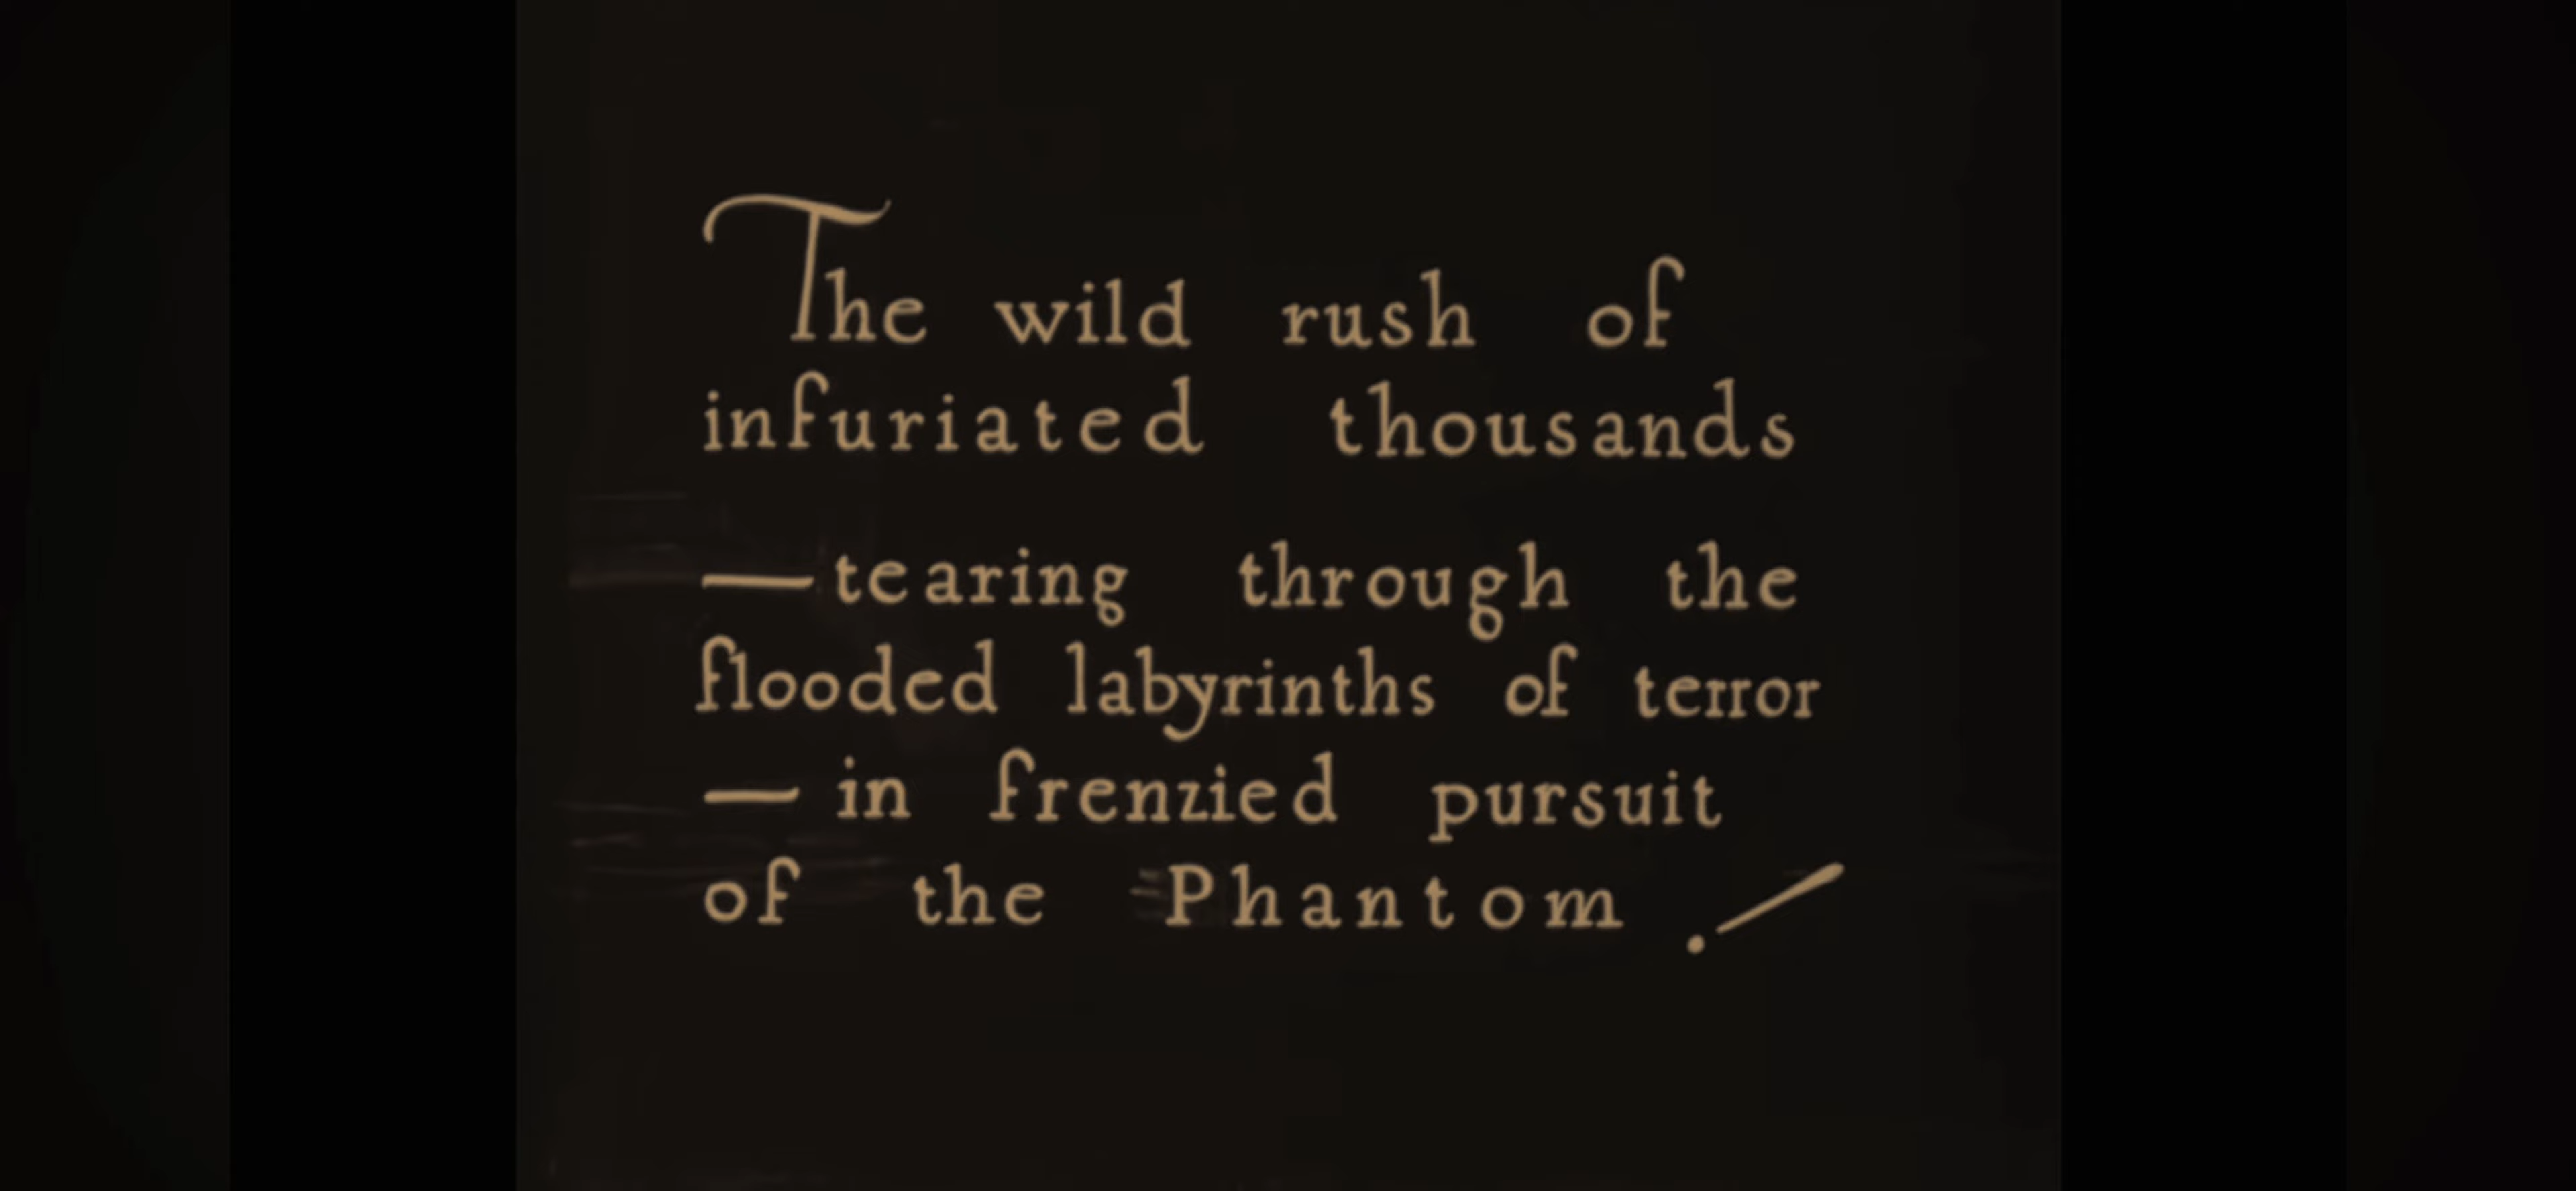 The wild rush of
infuriated thousands
—tearing through the
flooded labyrinths of terror
— in frenzied pursuit
of the Phantom!